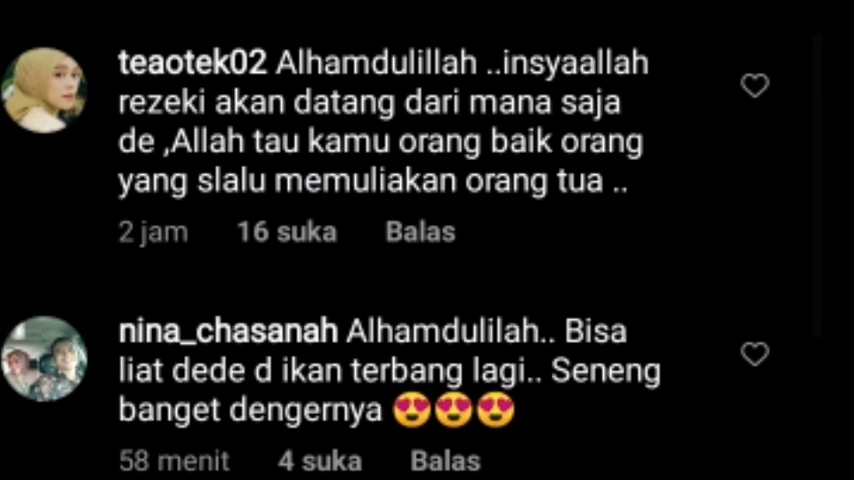 teaotek02 Alhamdulillah ..insyaallah
rezeki akan datang dari mana saja
de ,Allah tau kamu orang baik orang
yang slalu memuliakan orang tua ..
2 jam 16 suka Balas
nina_chasanah Alhamdulilah.. Bisa
liat dede d ikan terbang lagi.. Seneng
banget dengernya 😍😍😍
58 menit 4 suka Balas